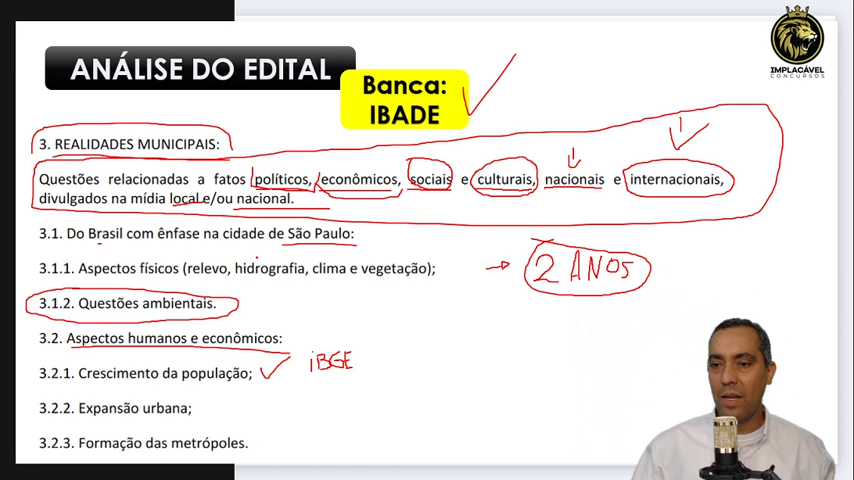 IMPLACÁVEL
CONCURSOS
ANÁLISE DO EDITAL
Banca:
IBADE
3. REALIDADES MUNICIPAIS:
Questões relacionadas a fatos políticos, econômicos, sociais e culturais, nacionais e internacionais,
divulgados na mídia local e/ou nacional.
3.1. Do Brasil com ênfase na cidade de São Paulo:
3.1.1. Aspectos físicos (relevo, hidrografia, clima e vegetação);
2 ANOS
3.1.2. Questões ambientais.
3.2. Aspectos humanos e econômicos:
3.2.1. Crescimento da população;
iBGE
3.2.2. Expansão urbana;
3.2.3. Formação das metrópoles.